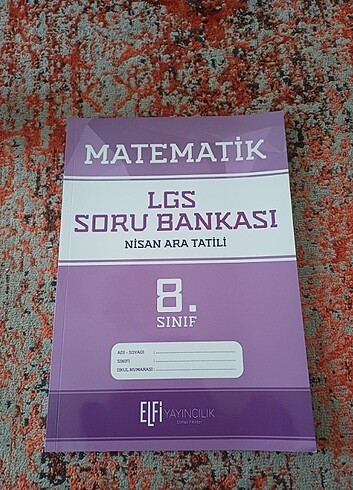 MATEMATİK
LGS
SORU BANKASI
NİSAN ARA TATİLİ
8.
SINIF
ADI - SOYADI :
SINIFI :
OKUL NUMARASI :
ELFİ YAYINCILIK